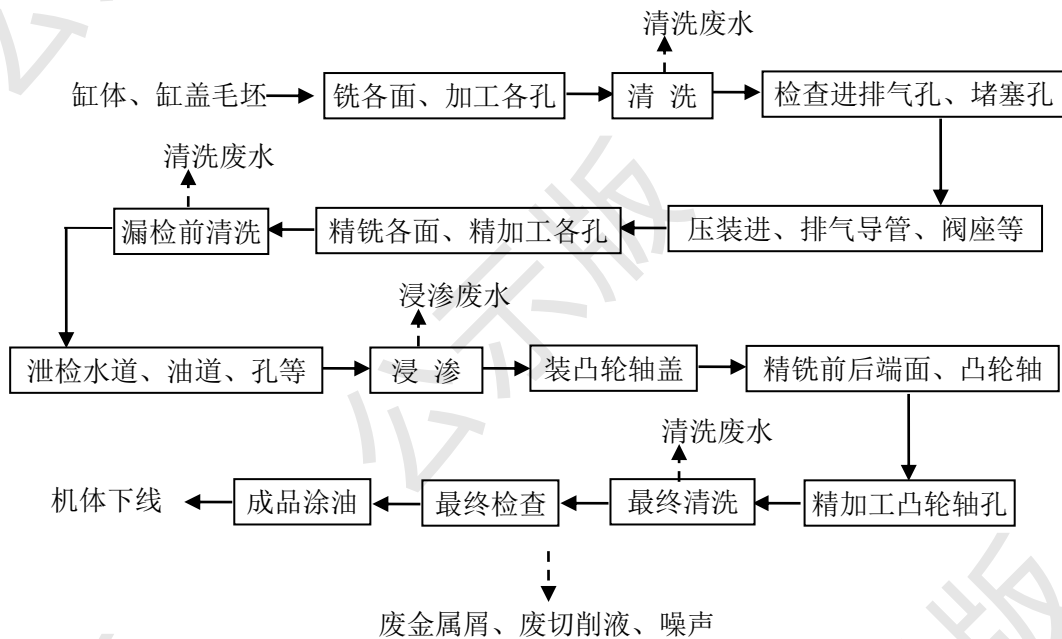 清洗废水
缸体、缸盖毛坯 铣各面、加工各孔 清 洗 检查进排气孔、堵塞孔
清洗废水
漏检前清洗 精铣各面、精加工各孔 压装进、排气导管、阀座等
浸渗废水
泄检水道、油道、孔等 浸 渗 装凸轮轴盖 精铣前后端面、凸轮轴
清洗废水
机体下线 成品涂油 最终检查 最终清洗 精加工凸轮轴孔
废金属屑、废切削液、噪声
公示版